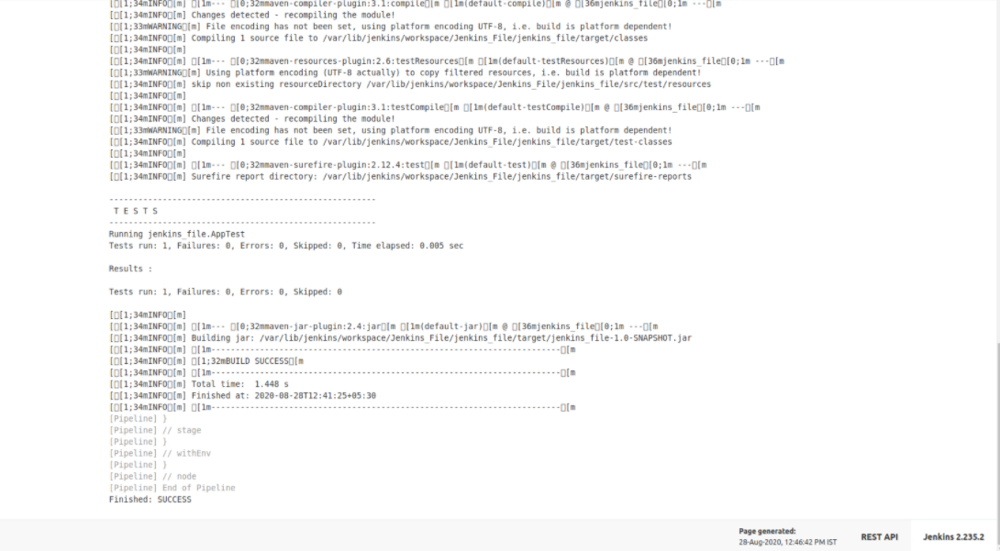 [▯[1;34mINFO▯[m] ▯[1m--- ▯[0;32mmaven-compiler-plugin:3.1:compile▯[m ▯[1m(default-compile)▯[m @ ▯[36mjenkins_file▯[0;1m ---▯[m
[▯[1;34mINFO▯[m] Changes detected - recompiling the module!
[▯[1;33mWARNING▯[m] File encoding has not been set, using platform encoding UTF-8, i.e. build is platform dependent!
[▯[1;34mINFO▯[m] Compiling 1 source file to /var/lib/jenkins/workspace/Jenkins_File/jenkins_file/target/classes
[▯[1;34mINFO▯[m]
[▯[1;34mINFO▯[m] ▯[1m--- ▯[0;32mmaven-resources-plugin:2.6:testResources▯[m ▯[1m(default-testResources)▯[m @ ▯[36mjenkins_file▯[0;1m ---▯[m
[▯[1;33mWARNING▯[m] Using platform encoding (UTF-8 actually) to copy filtered resources, i.e. build is platform dependent!
[▯[1;34mINFO▯[m] skip non existing resourceDirectory /var/lib/jenkins/workspace/Jenkins_File/jenkins_file/src/test/resources
[▯[1;34mINFO▯[m]
[▯[1;34mINFO▯[m] ▯[1m--- ▯[0;32mmaven-compiler-plugin:3.1:testCompile▯[m ▯[1m(default-testCompile)▯[m @ ▯[36mjenkins_file▯[0;1m ---▯[m
[▯[1;34mINFO▯[m] Changes detected - recompiling the module!
[▯[1;33mWARNING▯[m] File encoding has not been set, using platform encoding UTF-8, i.e. build is platform dependent!
[▯[1;34mINFO▯[m] Compiling 1 source file to /var/lib/jenkins/workspace/Jenkins_File/jenkins_file/target/test-classes
[▯[1;34mINFO▯[m]
[▯[1;34mINFO▯[m] ▯[1m--- ▯[0;32mmaven-surefire-plugin:2.12.4:test▯[m ▯[1m(default-test)▯[m @ ▯[36mjenkins_file▯[0;1m ---▯[m
[▯[1;34mINFO▯[m] Surefire report directory: /var/lib/jenkins/workspace/Jenkins_File/jenkins_file/target/surefire-reports
-------------------------------------------------------
T E S T S
-------------------------------------------------------
Running jenkins_file.AppTest
Tests run: 1, Failures: 0, Errors: 0, Skipped: 0, Time elapsed: 0.005 sec
Results :
Tests run: 1, Failures: 0, Errors: 0, Skipped: 0
[▯[1;34mINFO▯[m]
[▯[1;34mINFO▯[m] ▯[1m--- ▯[0;32mmaven-jar-plugin:2.4:jar▯[m ▯[1m(default-jar)▯[m @ ▯[36mjenkins_file▯[0;1m ---▯[m
[▯[1;34mINFO▯[m] Building jar: /var/lib/jenkins/workspace/Jenkins_File/jenkins_file/target/jenkins_file-1.0-SNAPSHOT.jar
[▯[1;34mINFO▯[m] ▯[1m------------------------------------------------------------------------▯[m
[▯[1;34mINFO▯[m] ▯[1;32mBUILD SUCCESS▯[m
[▯[1;34mINFO▯[m] ▯[1m------------------------------------------------------------------------▯[m
[▯[1;34mINFO▯[m] Total time:  1.448 s
[▯[1;34mINFO▯[m] Finished at: 2020-08-28T12:41:25+05:30
[▯[1;34mINFO▯[m] ▯[1m------------------------------------------------------------------------▯[m
[Pipeline] }
[Pipeline] // stage
[Pipeline] }
[Pipeline] // withEnv
[Pipeline] }
[Pipeline] // node
[Pipeline] End of Pipeline
Finished: SUCCESS
Page generated:
28-Aug-2020, 12:46:42 PM IST
REST API
Jenkins 2.235.2